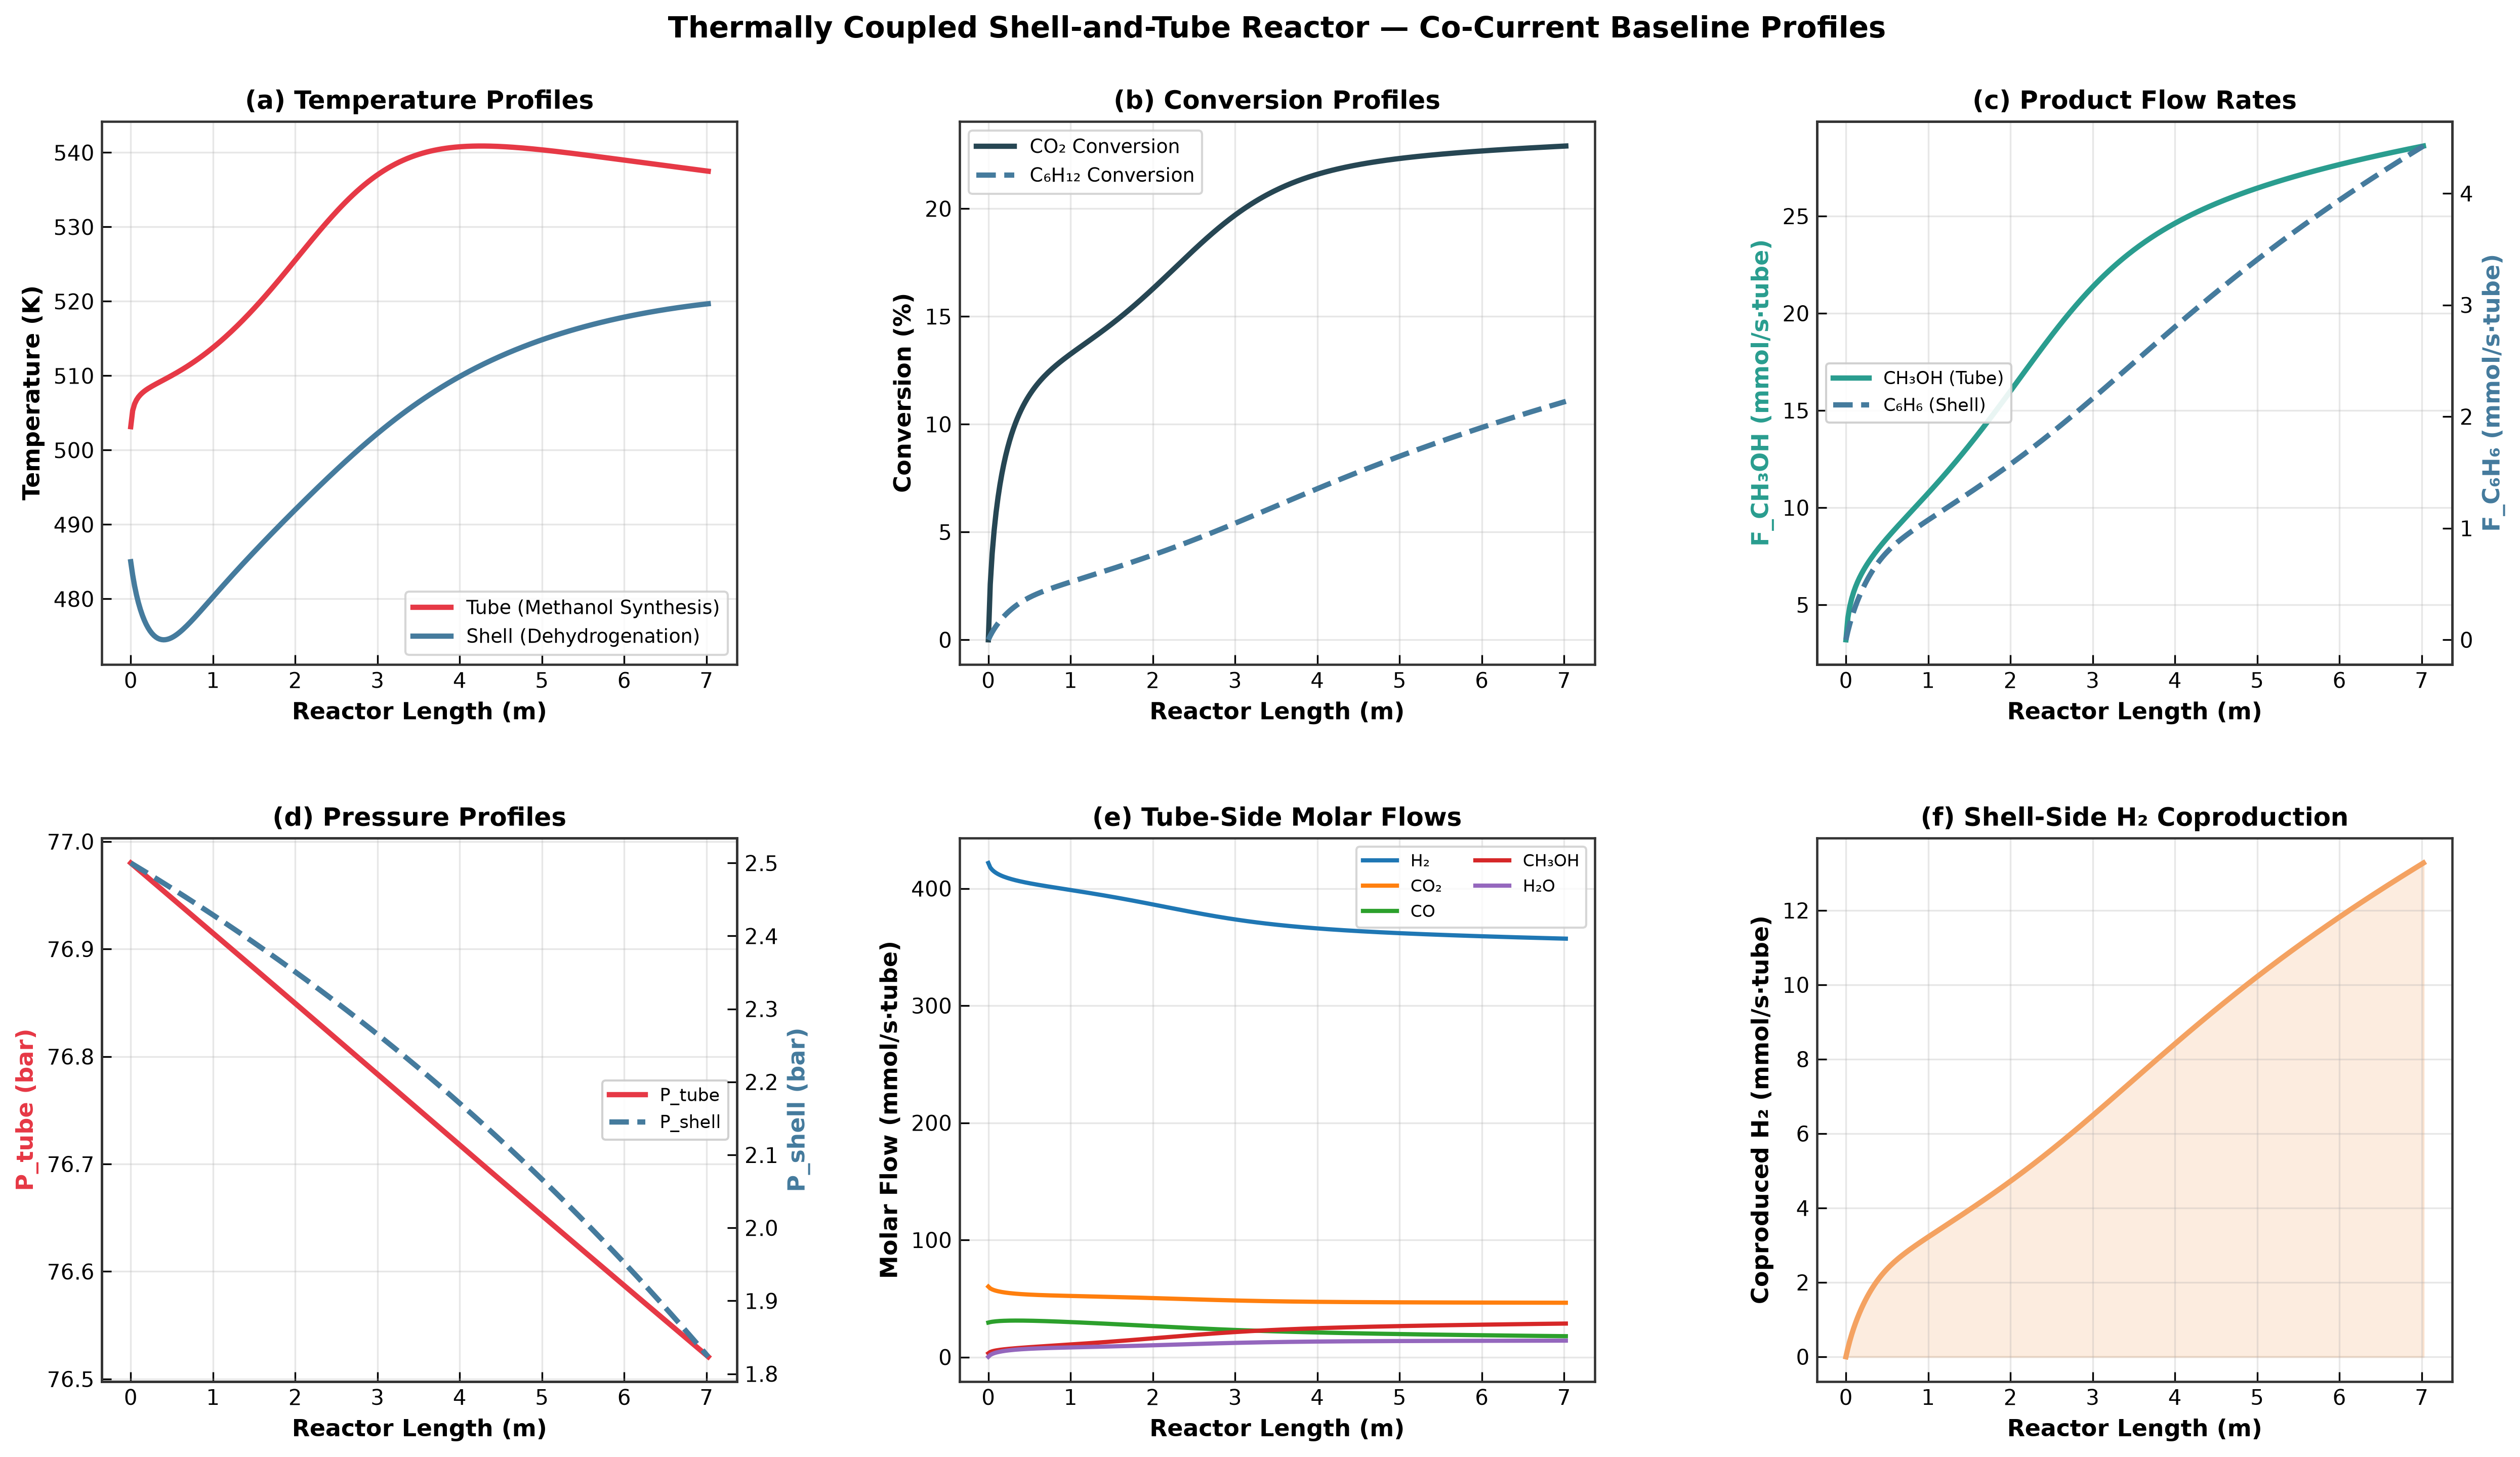 Thermally Coupled Shell-and-Tube Reactor — Co-Current Baseline Profiles
(a) Temperature Profiles
Temperature (K)
540
530
520
510
500
490
480
Tube (Methanol Synthesis)
Shell (Dehydrogenation)
0 1 2 3 4 5 6 7
Reactor Length (m)
(b) Conversion Profiles
Conversion (%)
20
15
10
5
0
CO₂ Conversion
C₆H₁₂ Conversion
0 1 2 3 4 5 6 7
Reactor Length (m)
(c) Product Flow Rates
F_CH₃OH (mmol/s·tube)
25
20
15
10
5
CH₃OH (Tube)
C₆H₆ (Shell)
4
3
2
1
0
F_C₆H₆ (mmol/s·tube)
0 1 2 3 4 5 6 7
Reactor Length (m)
(d) Pressure Profiles
P_tube (bar)
77.0
76.9
76.8
76.7
76.6
76.5
P_tube
P_shell
2.5
2.4
2.3
2.2
2.1
2.0
1.9
1.8
P_shell (bar)
0 1 2 3 4 5 6 7
Reactor Length (m)
(e) Tube-Side Molar Flows
Molar Flow (mmol/s·tube)
400
300
200
100
0
H₂ CH₃OH
CO₂ H₂O
CO
0 1 2 3 4 5 6 7
Reactor Length (m)
(f) Shell-Side H₂ Coproduction
Coproduced H₂ (mmol/s·tube)
12
10
8
6
4
2
0
0 1 2 3 4 5 6 7
Reactor Length (m)